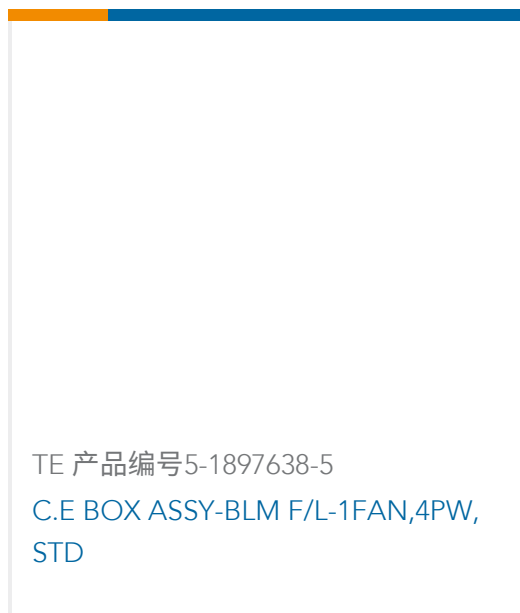 TE 产品编号5-1897638-5
C.E BOX ASSY-BLM F/L-1FAN,4PW,
STD